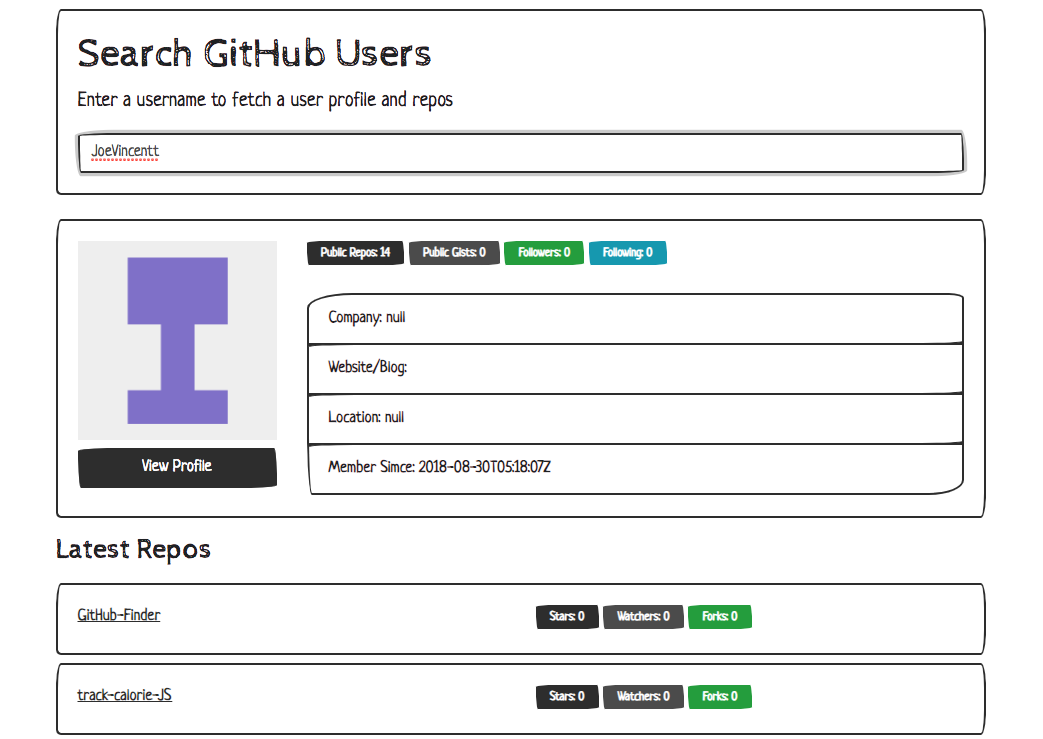 Search GitHub Users
Enter a username to fetch a user profile and repos
JoeVincentt
Public Repos: 14 Public Gists: 0 Followers: 0 Following: 0
Company: null
Website/Blog:
Location: null
Member Simce: 2018-08-30T05:18:07Z
View Profile
Latest Repos
GitHub-Finder Stars: 0 Watchers: 0 Forks: 0
track-calorie-JS Stars: 0 Watchers: 0 Forks: 0